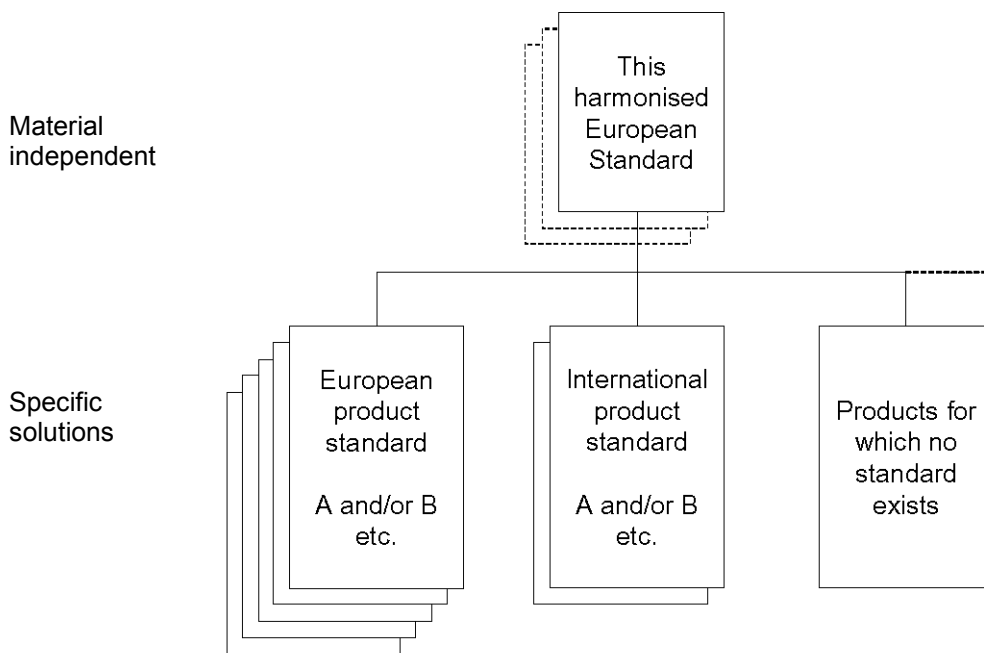 Material
independent
This
harmonised
European
Standard
Specific
solutions
European
product
standard
A and/or B
etc.
International
product
standard
A and/or B
etc.
Products for
which no
standard
exists